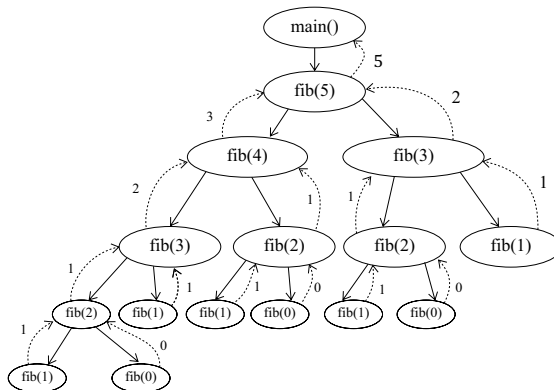 main()
5
fib(5)
3
2
fib(4)
fib(3)
2
1
1
1
fib(3)
fib(2)
fib(2)
fib(1)
1
1
1
0
1
0
fib(2)
fib(1)
fib(1)
fib(0)
fib(1)
fib(0)
1
0
fib(1)
fib(0)